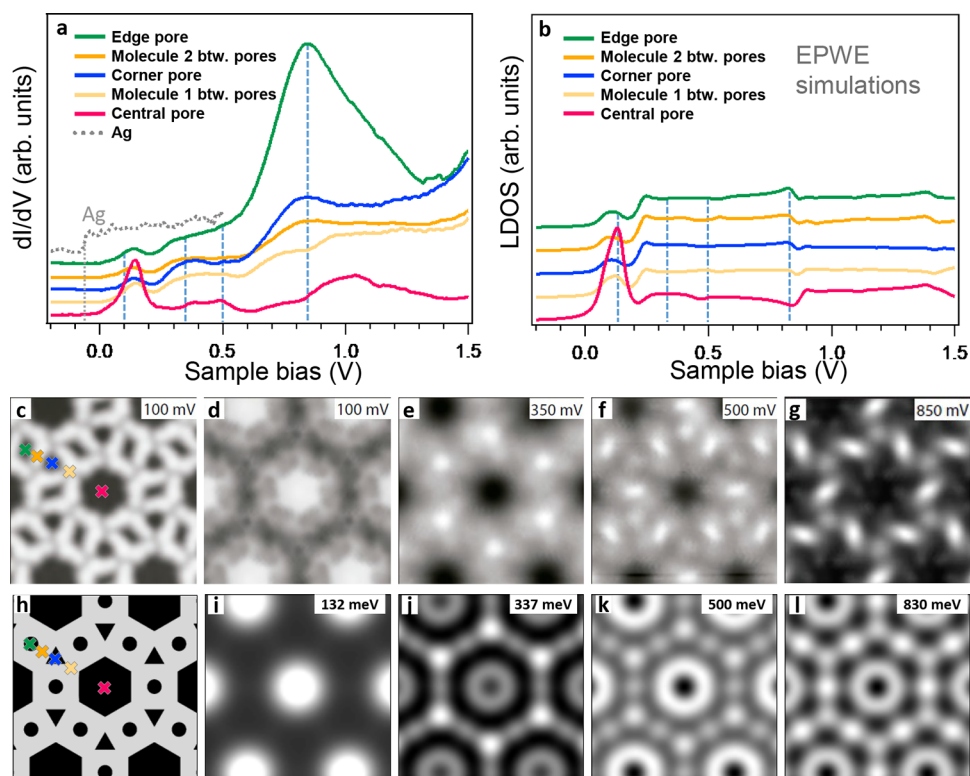 a
Edge pore
Molecule 2 btw. pores
Corner pore
Molecule 1 btw. pores
Central pore
Ag
Ag
dI/dV (arb. units)
0.0 0.5 1.0 1.5
Sample bias (V)
b
Edge pore
Molecule 2 btw. pores
Corner pore
Molecule 1 btw. pores
Central pore
EPWE
simulations
LDOS (arb. units)
0.0 0.5 1.0 1.5
Sample bias (V)
c 100 mV
d 100 mV
e 350 mV
f 500 mV
g 850 mV
h
i 132 meV
j 337 meV
k 500 meV
l 830 meV